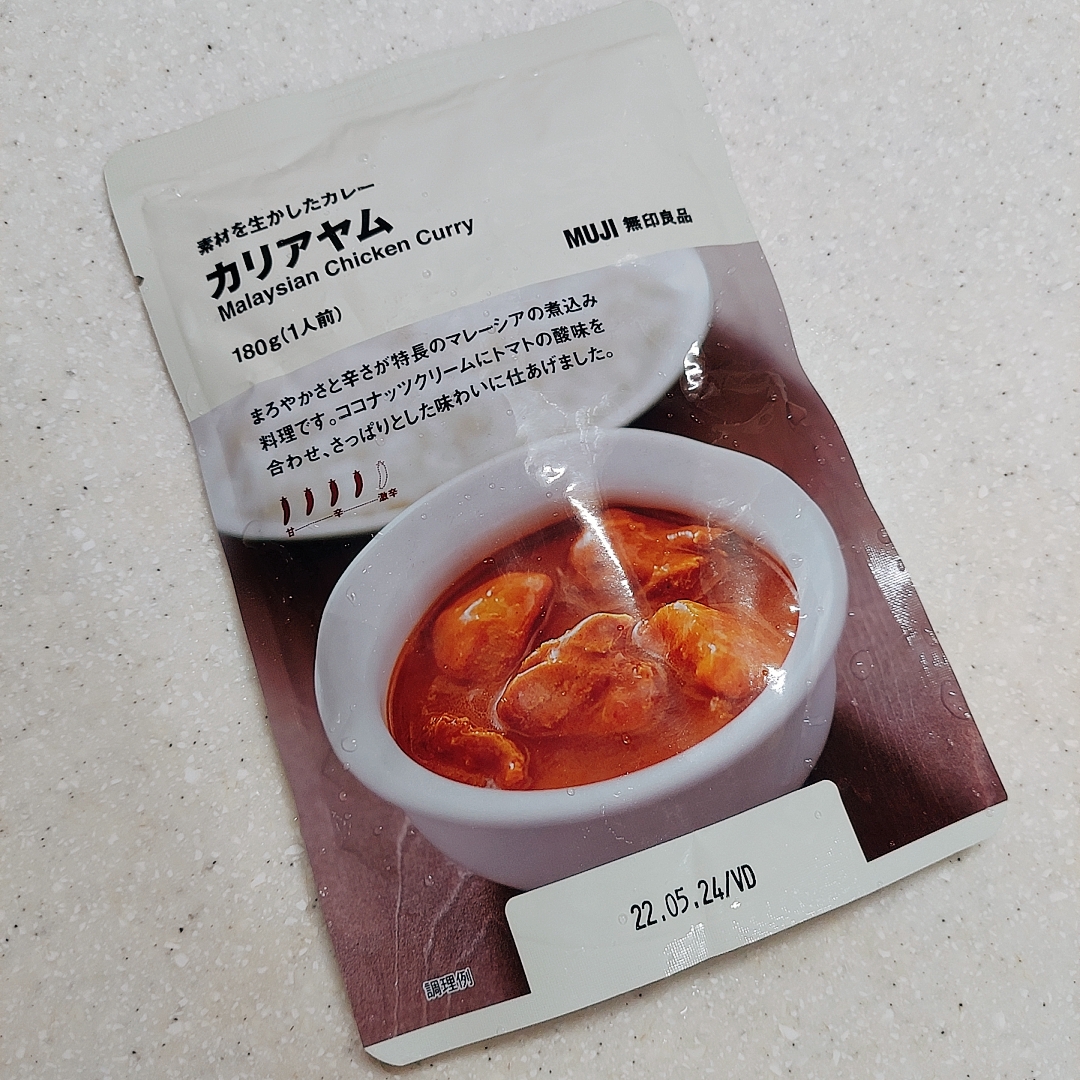 素材を生かしたカレー
カリアヤム
Malaysian Chicken Curry
MUJI 無印良品
180g(1人前)
まろやかさと辛さが特長のマレーシアの煮込み
料理です。ココナッツクリームにトマトの酸味を
合わせ、さっぱりとした味わいに仕あげました。
甘 辛 激辛
22.05.24/VD
調理例